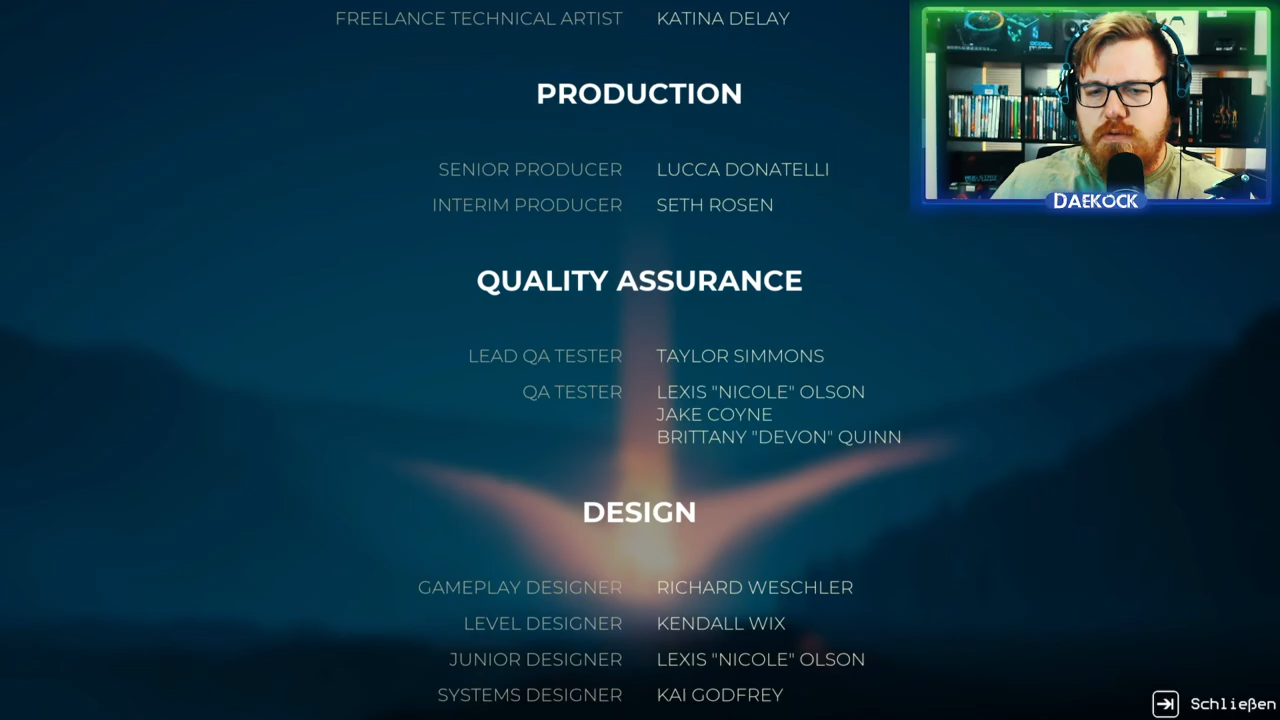 FREELANCE TECHNICAL ARTIST KATINA DELAY
PRODUCTION
SENIOR PRODUCER LUCCA DONATELLI
INTERIM PRODUCER SETH ROSEN
DAEKOCK
QUALITY ASSURANCE
LEAD QA TESTER TAYLOR SIMMONS
QA TESTER LEXIS "NICOLE" OLSON
JAKE COYNE
BRITTANY "DEVON" QUINN
DESIGN
GAMEPLAY DESIGNER RICHARD WESCHLER
LEVEL DESIGNER KENDALL WIX
JUNIOR DESIGNER LEXIS "NICOLE" OLSON
SYSTEMS DESIGNER KAI GODFREY
Schließen